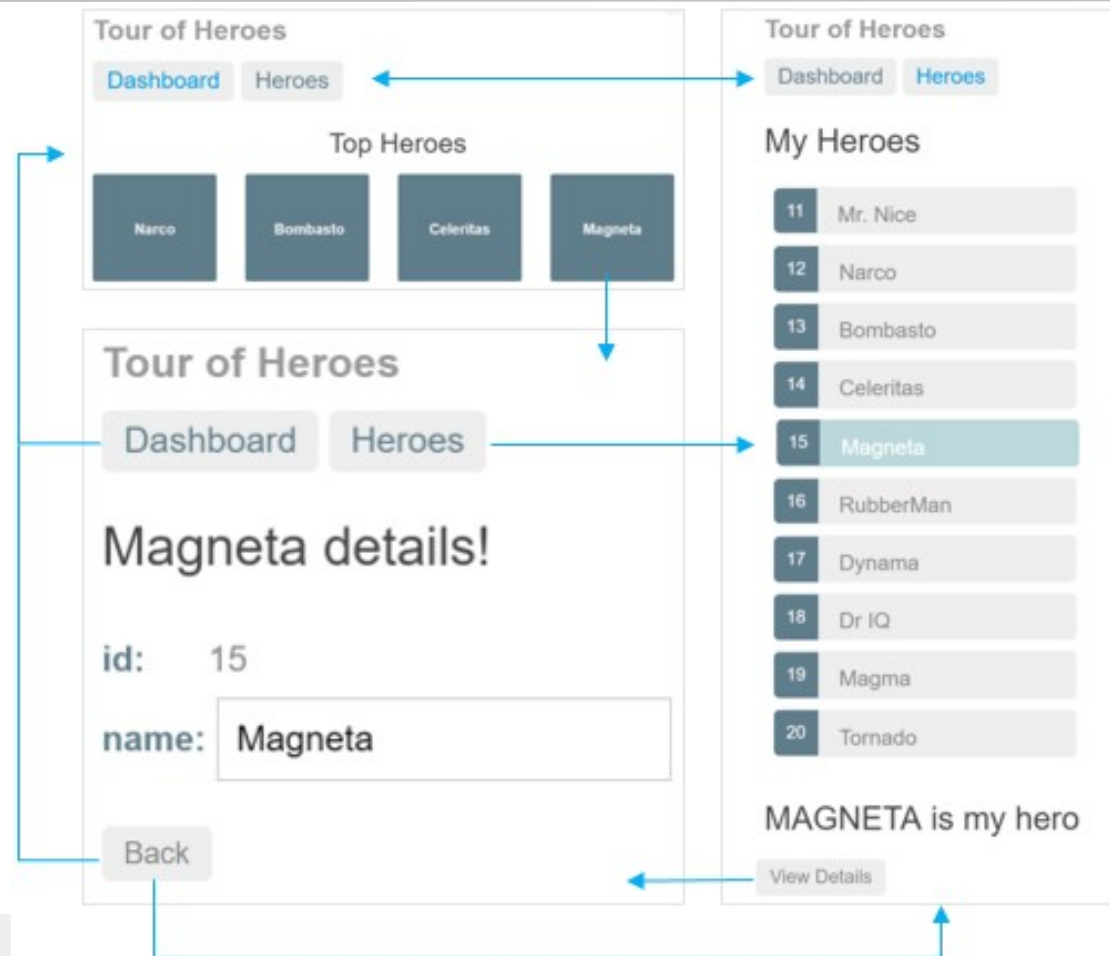 Tour of Heroes
Dashboard Heroes
Top Heroes
Narco Bombasto Celeritas Magneta
Tour of Heroes
Dashboard Heroes
Magneta details!
id: 15
name: Magneta
Back
Tour of Heroes
Dashboard Heroes
My Heroes
11 Mr. Nice
12 Narco
13 Bombasto
14 Celeritas
15 Magneta
16 RubberMan
17 Dynama
18 Dr IQ
19 Magma
20 Tornado
MAGNETA is my hero
View Details